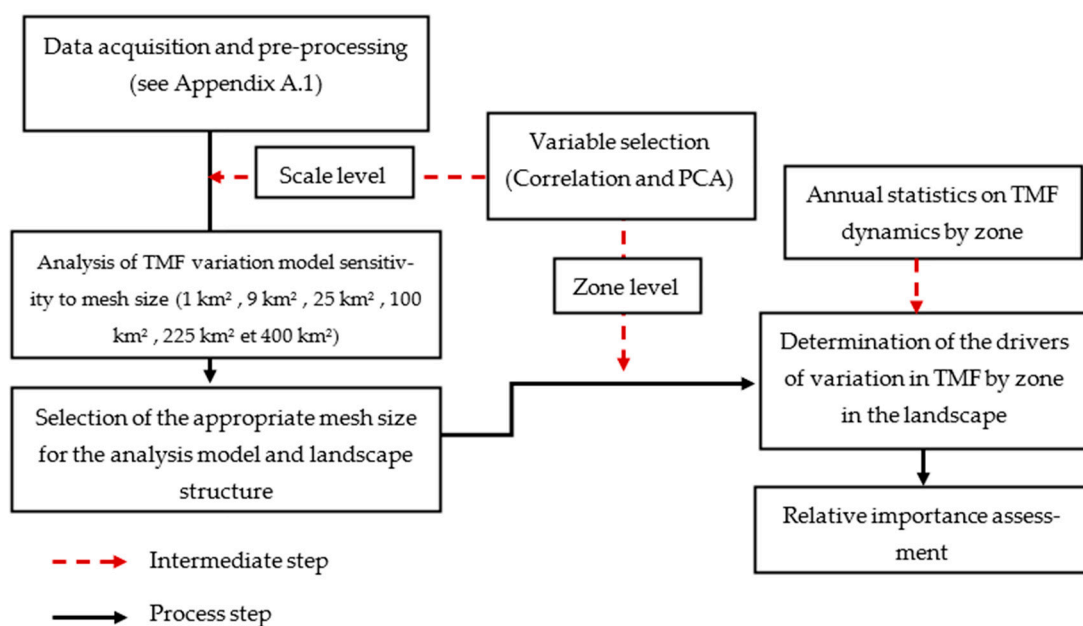 Data acquisition and pre-processing
(see Appendix A.1)
Scale level
Variable selection
(Correlation and PCA)
Annual statistics on TMF
dynamics by zone
Analysis of TMF variation model sensitiv-
ity to mesh size (1 km² , 9 km² , 25 km² , 100
km² , 225 km² et 400 km²)
Zone level
Determination of the drivers
of variation in TMF by zone
in the landscape
Selection of the appropriate mesh size
for the analysis model and landscape
structure
Relative importance assess-
ment
Intermediate step
Process step